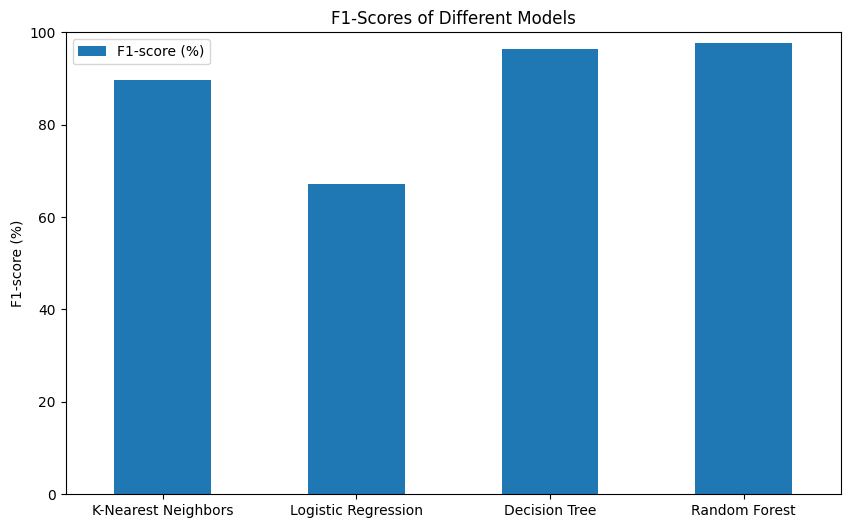 F1-Scores of Different Models
F1-score (%)
F1-score (%)
100
80
60
40
20
0
K-Nearest Neighbors
Logistic Regression
Decision Tree
Random Forest